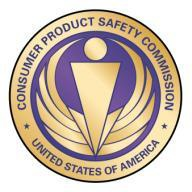 CONSUMER PRODUCT SAFETY COMMISSION
UNITED STATES OF AMERICA